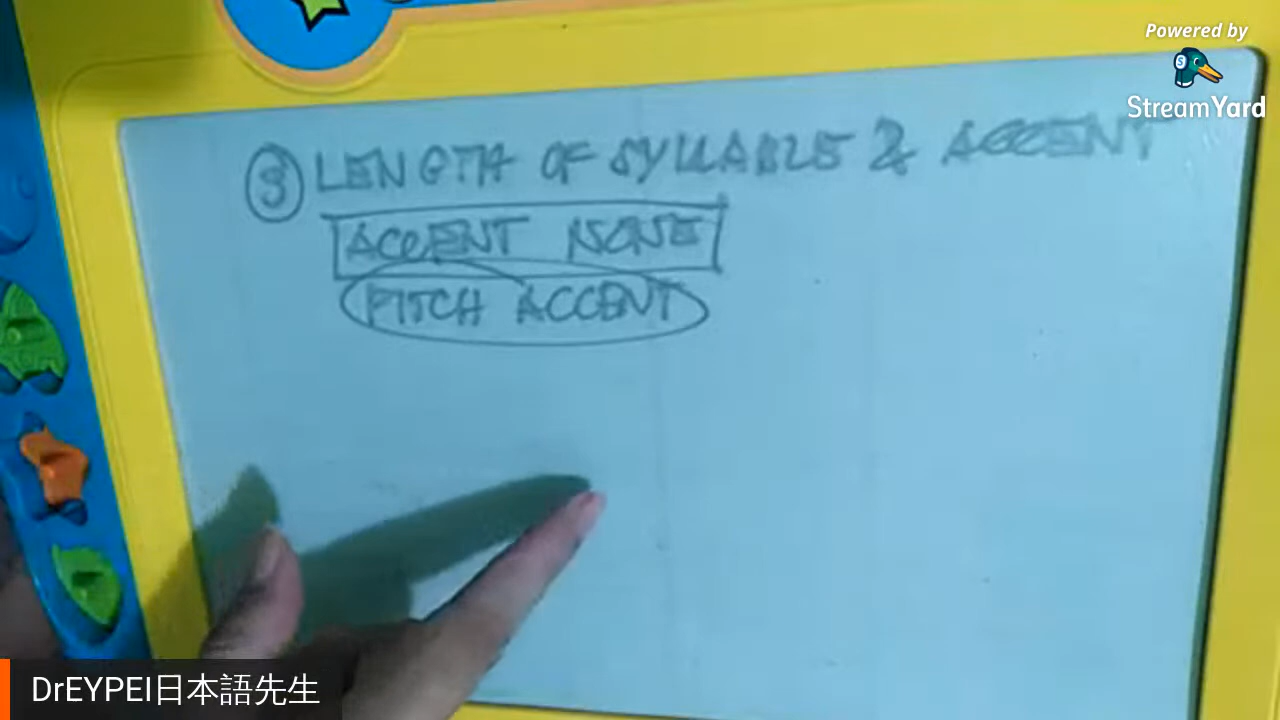 Powered by
StreamYard
③ LENGTH OF SYLLABLE & ACCENT
ACCENT NONE
PITCH ACCENT
DrEYPEI日本語先生